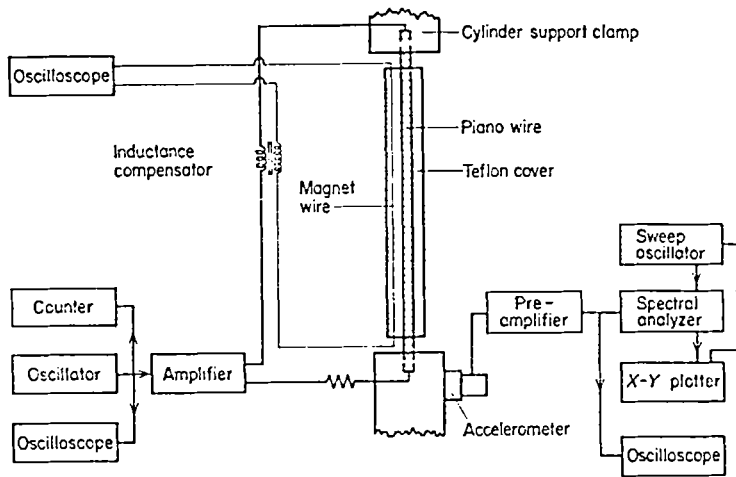 Cylinder support clamp
Oscilloscope
Piano wire
Inductance
compensator
Teflon cover
Magnet
wire
Sweep
oscillator
Counter
Pre-
amplifier
Spectral
analyzer
Oscillator
Amplifier
X-Y plotter
Accelerometer
Oscilloscope
Oscilloscope